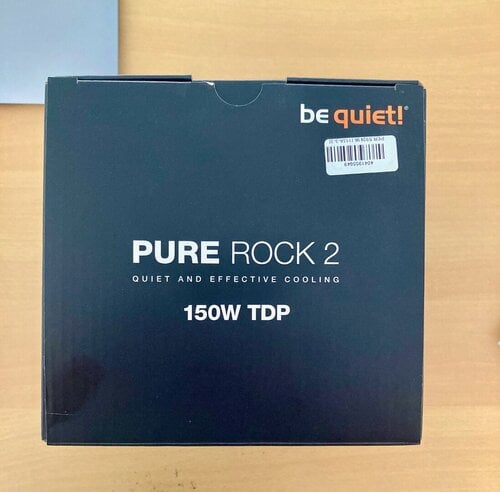 be quiet!®
PURE ROCK 2
QUIET AND EFFECTIVE COOLING
150W TDP